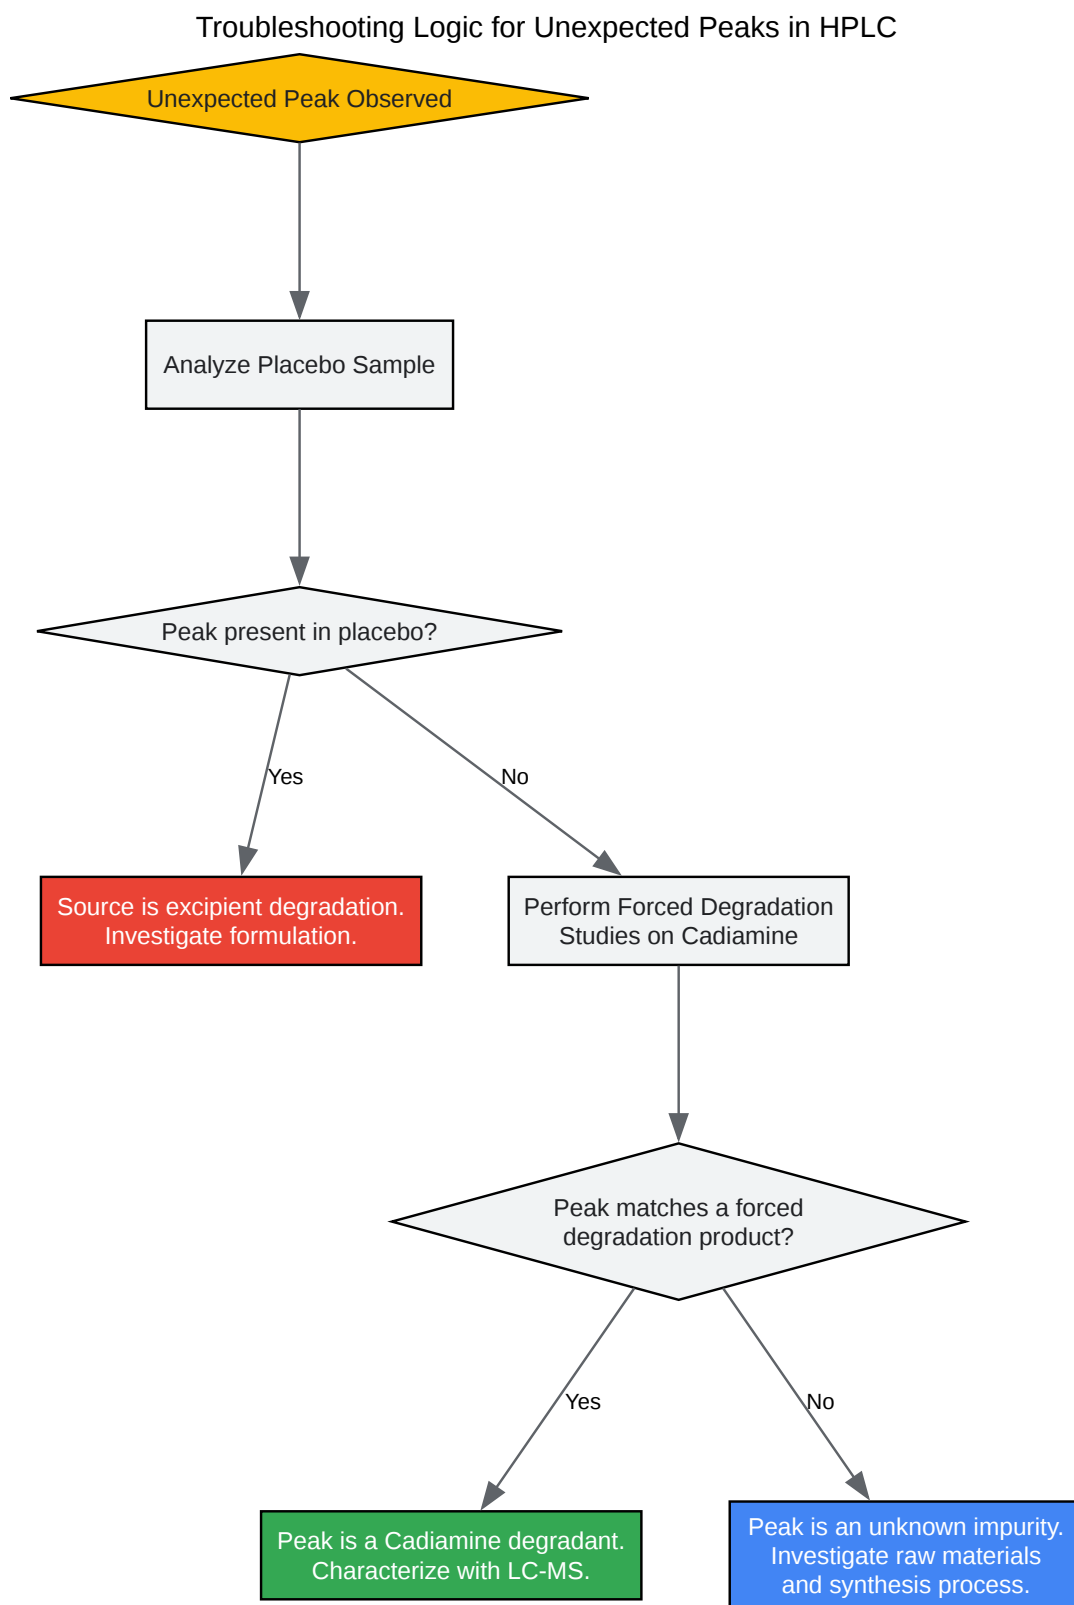 Troubleshooting Logic for Unexpected Peaks in HPLC
Unexpected Peak Observed
Analyze Placebo Sample
Peak present in placebo?
Yes
No
Source is excipient degradation.
Investigate formulation.
Perform Forced Degradation
Studies on Cadiamine
Peak matches a forced
degradation product?
Yes
No
Peak is a Cadiamine degradant.
Characterize with LC-MS.
Peak is an unknown impurity.
Investigate raw materials
and synthesis process.